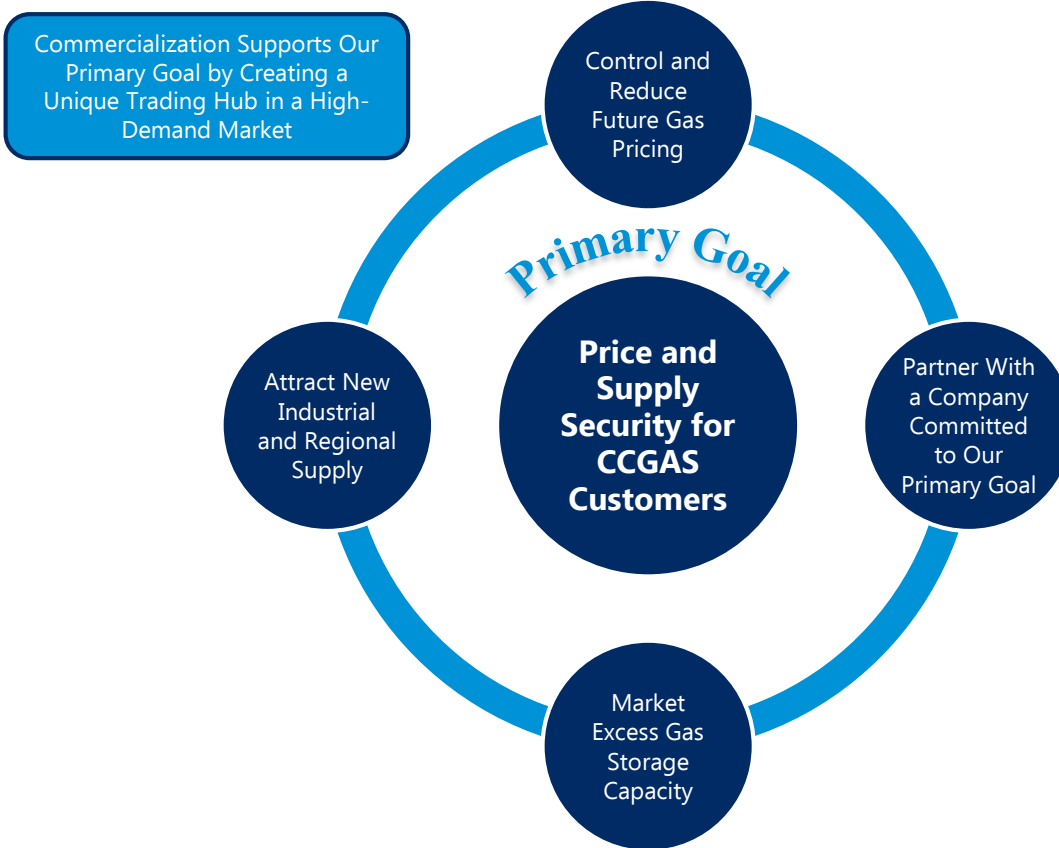 Commercialization Supports Our
Primary Goal by Creating a
Unique Trading Hub in a High-
Demand Market
Control and
Reduce
Future Gas
Pricing
Primary Goal
Price and
Supply
Security for
CCGAS
Customers
Attract New
Industrial
and Regional
Supply
Partner With
a Company
Committed
to Our
Primary Goal
Market
Excess Gas
Storage
Capacity